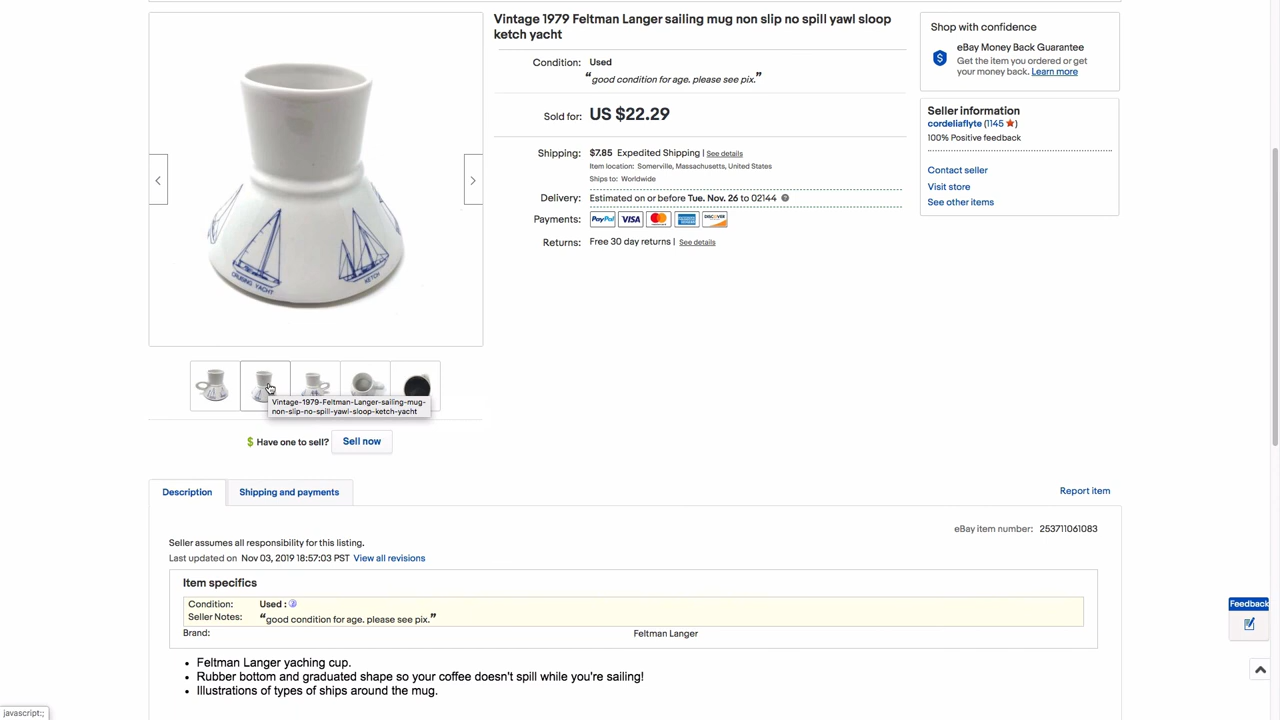 Vintage 1979 Feltman Langer sailing mug non slip no spill yawl sloop
ketch yacht
Condition: Used
“good condition for age. please see pix.”
Sold for: US $22.29
Shipping: $7.85 Expedited Shipping | See details
Item location: Somerville, Massachusetts, United States
Ships to: Worldwide
Delivery: Estimated on or before Tue. Nov. 26 to 02144
Payments: PayPal VISA MasterCard AMERICAN EXPRESS DISCOVER
Returns: Free 30 day returns | See details
Shop with confidence
eBay Money Back Guarantee
Get the item you ordered or get
your money back. Learn more
Seller information
cordeliaflyte (1145)
100% Positive feedback
Contact seller
Visit store
See other items
CRUISING YACHT
KETCH
Vintage-1979-Feltman-Langer-sailing-mug-
non-slip-no-spill-yawl-sloop-ketch-yacht
$ Have one to sell? Sell now
Description Shipping and payments
Report item
eBay item number: 253711061083
Seller assumes all responsibility for this listing.
Last updated on Nov 03, 2019 18:57:03 PST View all revisions
Item specifics
Condition: Used :
Seller Notes: “good condition for age. please see pix.”
Brand: Feltman Langer
Feedback
• Feltman Langer yaching cup.
• Rubber bottom and graduated shape so your coffee doesn't spill while you're sailing!
• Illustrations of types of ships around the mug.
javascript:;